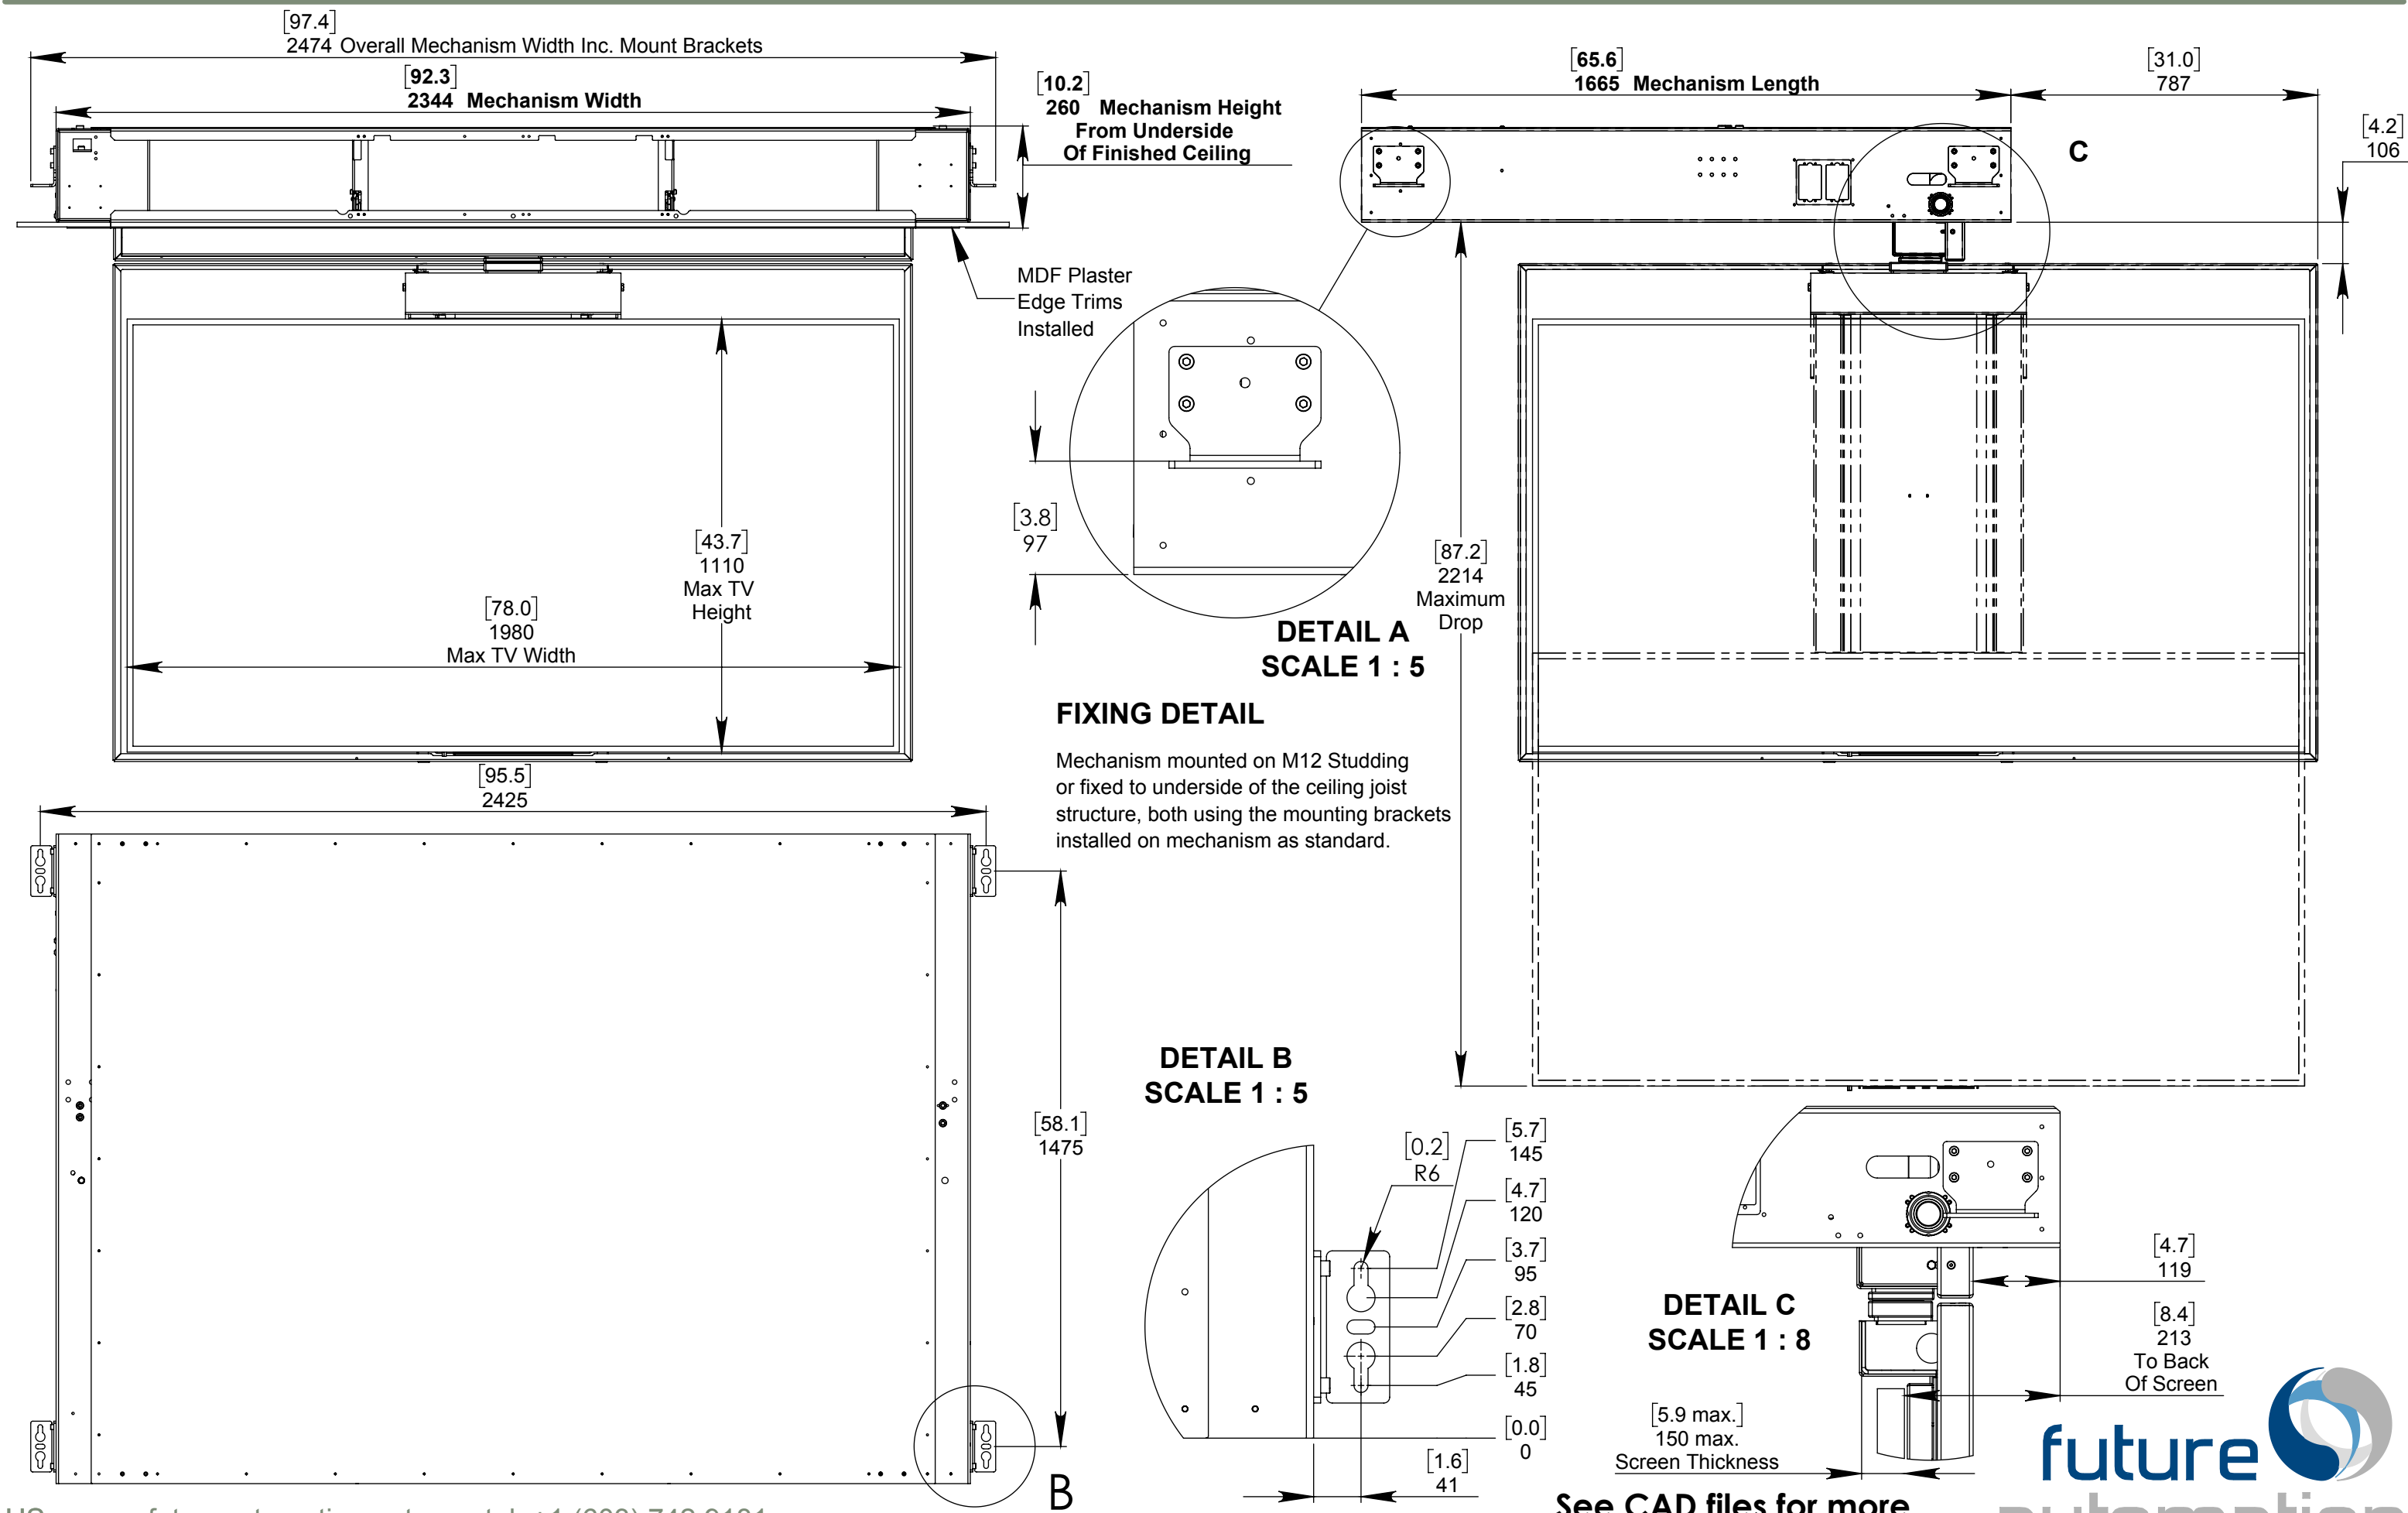 [97.4]
2474 Overall Mechanism Width Inc. Mount Brackets
[92.3]
2344 Mechanism Width
[10.2]
260 Mechanism Height
From Underside
Of Finished Ceiling
[65.6]
1665 Mechanism Length
[31.0]
787
[4.2]
106
C
MDF Plaster
Edge Trims
Installed
[43.7]
1110
Max TV
Height
[78.0]
1980
Max TV Width
[3.8]
97
DETAIL A
SCALE 1 : 5
[87.2]
2214
Maximum
Drop
FIXING DETAIL
Mechanism mounted on M12 Studding
or fixed to underside of the ceiling joist
structure, both using the mounting brackets
installed on mechanism as standard.
[95.5]
2425
[58.1]
1475
B
DETAIL B
SCALE 1 : 5
[0.2]
R6
[5.7]
145
[4.7]
120
[3.7]
95
[2.8]
70
[1.8]
45
[0.0]
0
[1.6]
41
DETAIL C
SCALE 1 : 8
[4.7]
119
[8.4]
213
To Back
Of Screen
[5.9 max.]
150 max.
Screen Thickness
See CAD files for more
future
automation